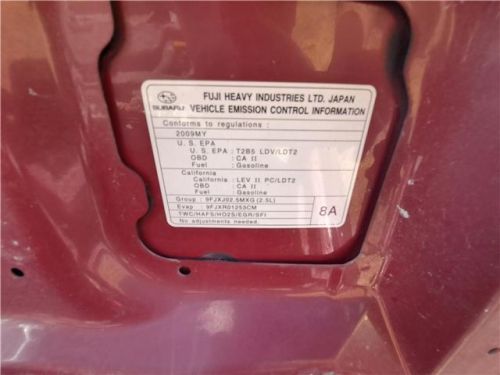 SUBARU
FUJI HEAVY INDUSTRIES LTD. JAPAN
VEHICLE EMISSION CONTROL INFORMATION
Conforms to regulations :
2009MY
U. S. EPA
U. S. EPA : T2B5 LDV/LDT2
OBD : CA II
Fuel : Gasoline
California
California : LEV II PC/LDT2
OBD : CA II
Fuel : Gasoline
Group : 9FJXJ02.5MXG (2.5L)
Evap : 9FJXR01253CM
TWC/HAFS/HO2S/EGR/SFI
No adjustments needed.
8A